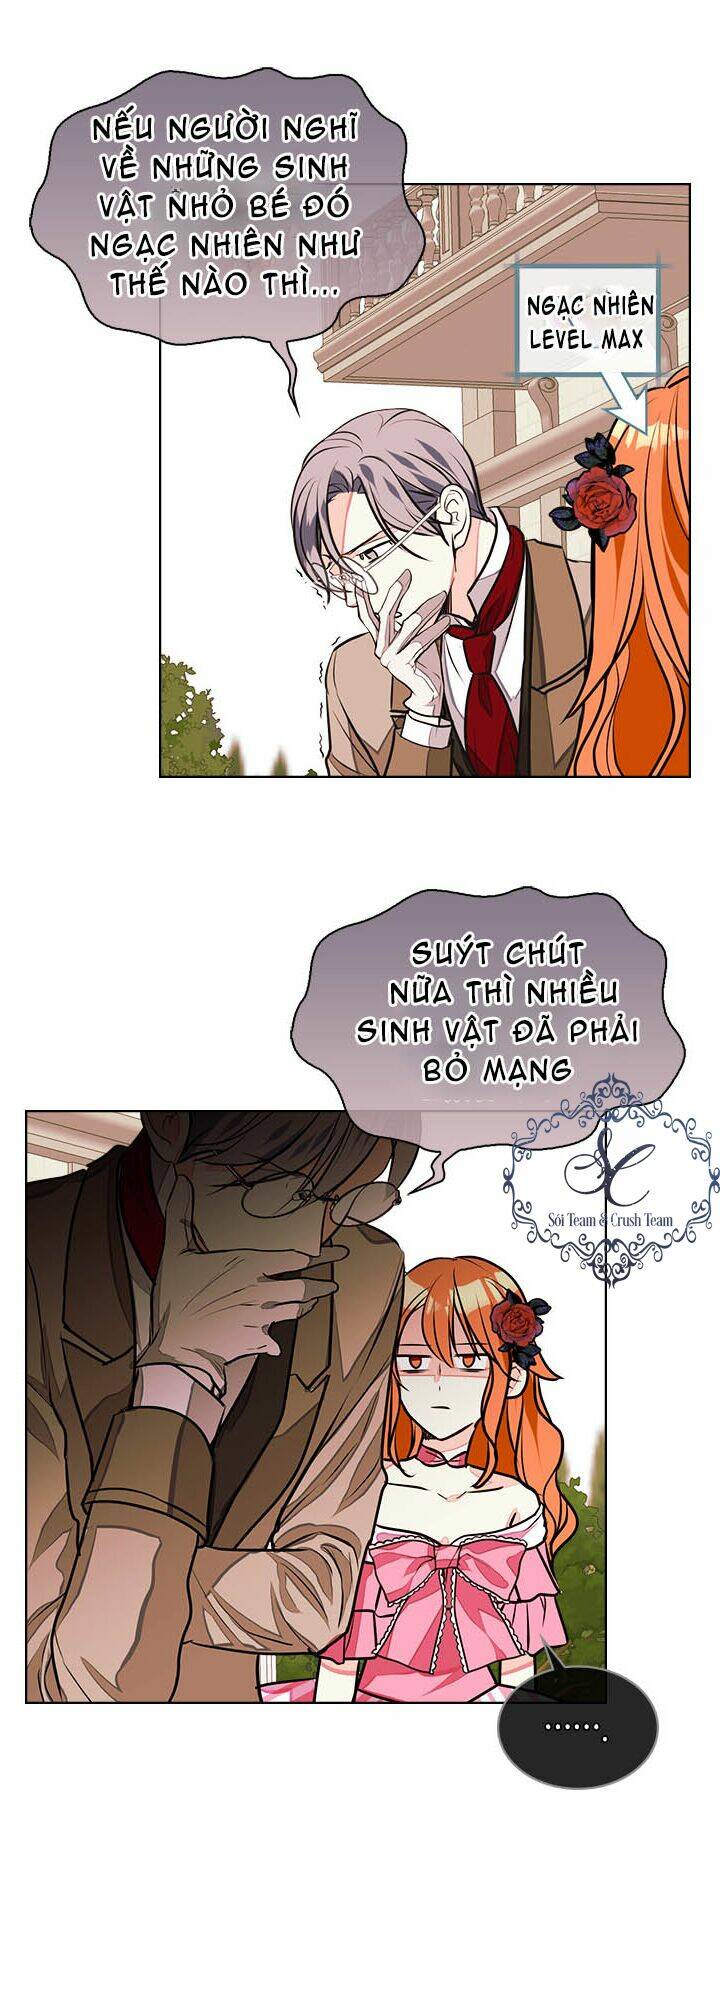 NẾU NGƯỜI NGHĨ
VỀ NHỮNG SINH
VẬT NHỎ BÉ ĐÓ
NGẠC NHIÊN NHƯ
THẾ NÀO THÌ...
NGẠC NHIÊN
LEVEL MAX
SUÝT CHÚT
NỮA THÌ NHIỀU
SINH VẬT ĐÃ PHẢI
BỎ MẠNG
Sói Team & Crush Team
.......